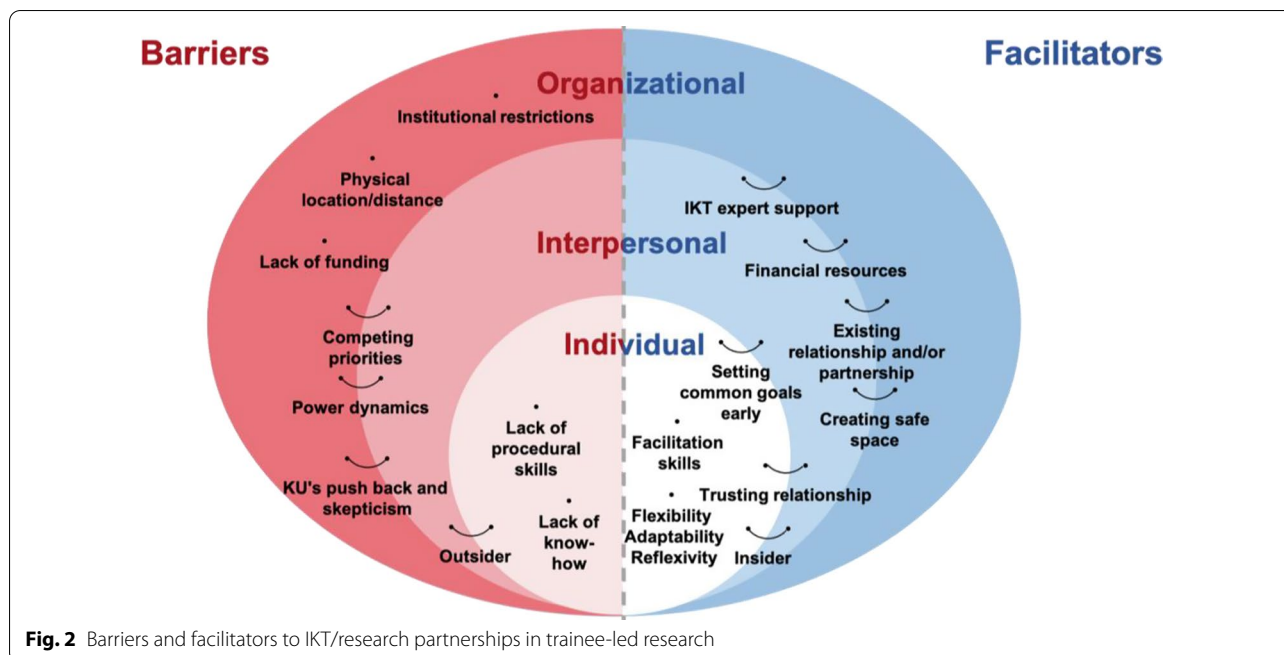 Barriers
Facilitators
Organizational
Institutional restrictions
Physical
location/distance
IKT expert support
Interpersonal
Lack of funding
Financial resources
Competing
priorities
Existing
relationship and/or
partnership
Individual
Setting
common goals
early
Power dynamics
Creating safe
space
Lack of
procedural
skills
Facilitation
skills
KU's push back and
skepticism
Trusting relationship
Outsider
Lack of
know-
how
Flexibility
Adaptability
Reflexivity
Insider
Fig. 2 Barriers and facilitators to IKT/research partnerships in trainee-led research